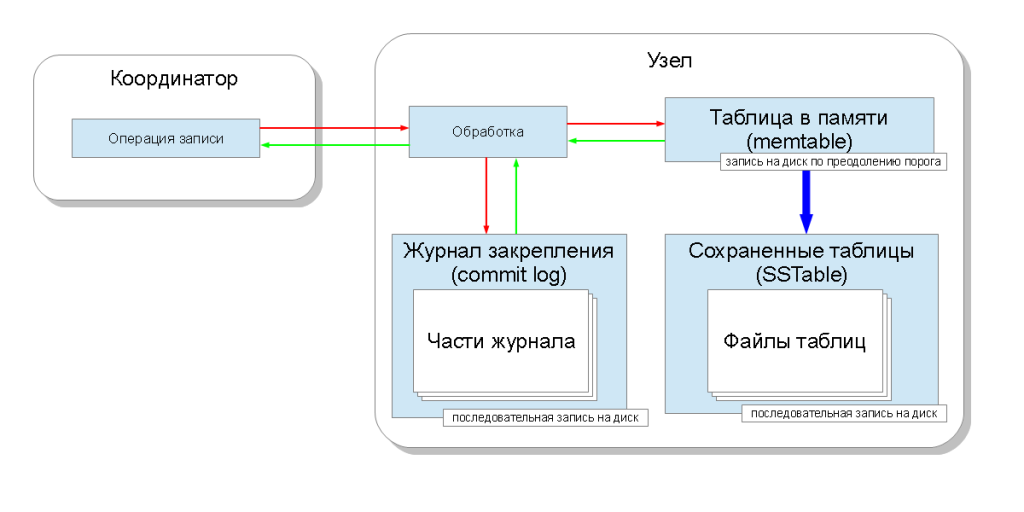 Координатор
Операция записи
Узел
Обработка
Таблица в памяти
(memtable)
запись на диск по преодолению порога
Журнал закрепления
(commit log)
Части журнала
последовательная запись на диск
Сохраненные таблицы
(SSTable)
Файлы таблиц
последовательная запись на диск